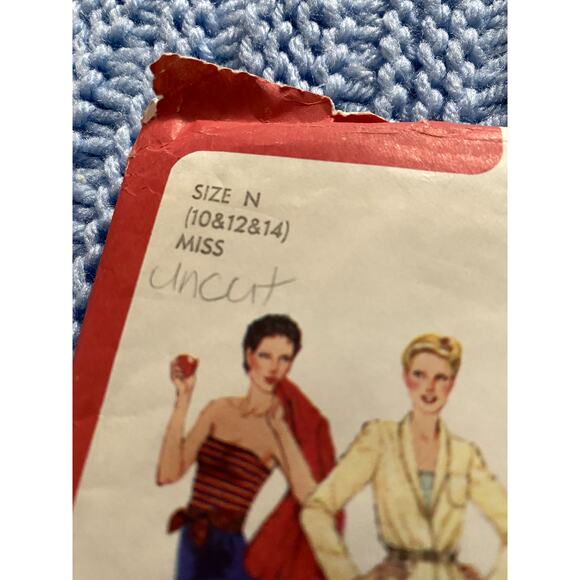 SIZE N
(10&12&14)
MISS
uncut